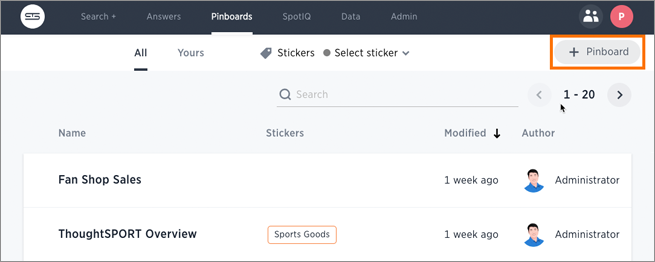 Search + Answers Pinboards SpotIQ Data Admin P
All Yours Stickers Select sticker + Pinboard
Search 1 - 20
Name Stickers Modified Author
Fan Shop Sales 1 week ago Administrator
ThoughtSPORT Overview Sports Goods 1 week ago Administrator